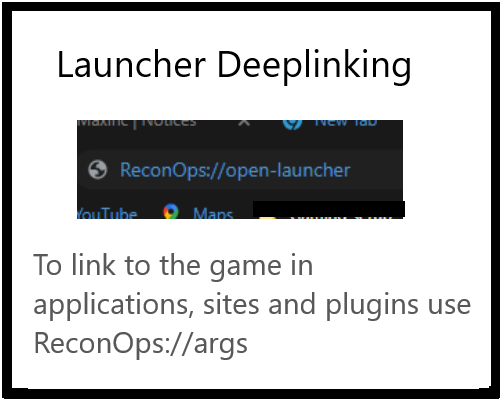 Launcher Deeplinking
Maxinc | Notices New Tab
ReconOps://open-launcher
YouTube Maps
To link to the game in
applications, sites and plugins use
ReconOps://args